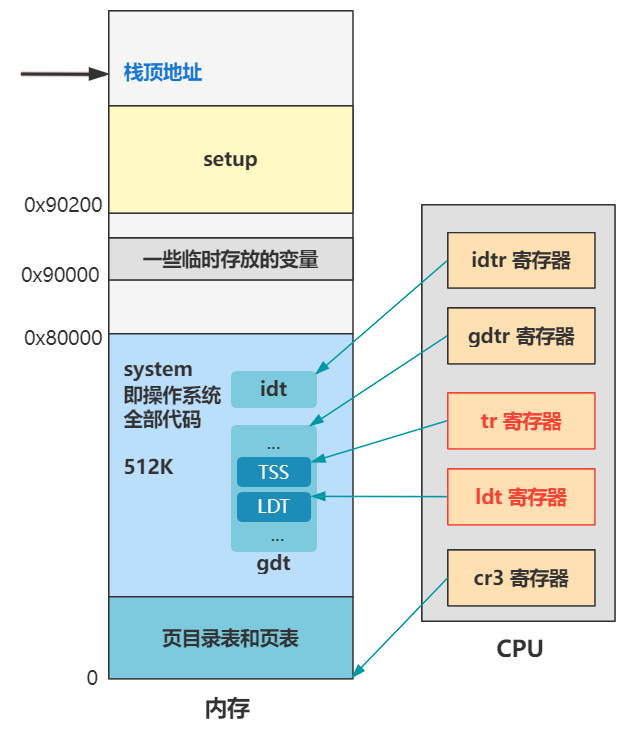 栈顶地址
setup
0x90200
一些临时存放的变量
0x90000
0x80000
system
即操作系统
全部代码
512K
idt
...
TSS
LDT
...
gdt
页目录表和页表
0
内存
idtr 寄存器
gdtr 寄存器
tr 寄存器
ldt 寄存器
cr3 寄存器
CPU